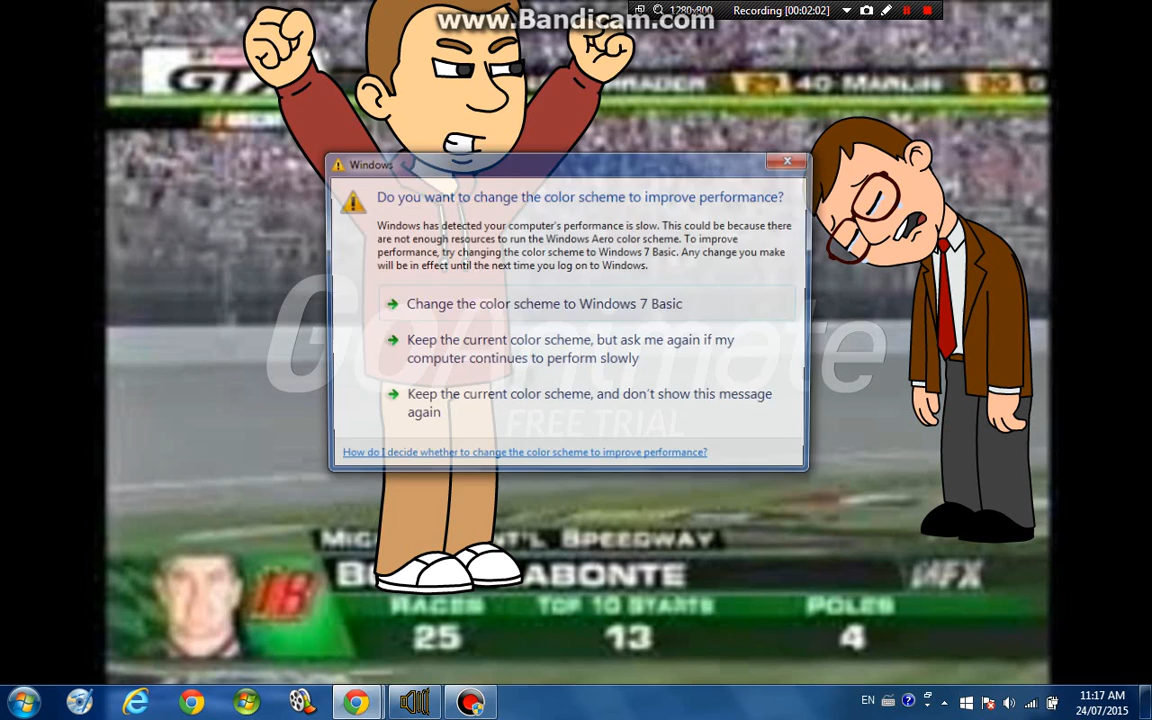 www.Bandicam.com
1280x800
Recording [00:02:02]
40 MARLIN
Windows
Do you want to change the color scheme to improve performance?
Windows has detected your computer's performance is slow. This could be because there
are not enough resources to run the Windows Aero color scheme. To improve
performance, try changing the color scheme to Windows 7 Basic. Any change you make
will be in effect until the next time you log on to Windows.
Change the color scheme to Windows 7 Basic
Keep the current color scheme, but ask me again if my
computer continues to perform slowly
Keep the current color scheme, and don't show this message
again
How do I decide whether to change the color scheme to improve performance?
Go!Animate
FREE TRIAL
INT'L SPEEDWAY
LABONTE
18
RACES TOP 10 STARTS POLES
25 13 4
EN
11:17 AM
24/07/2015